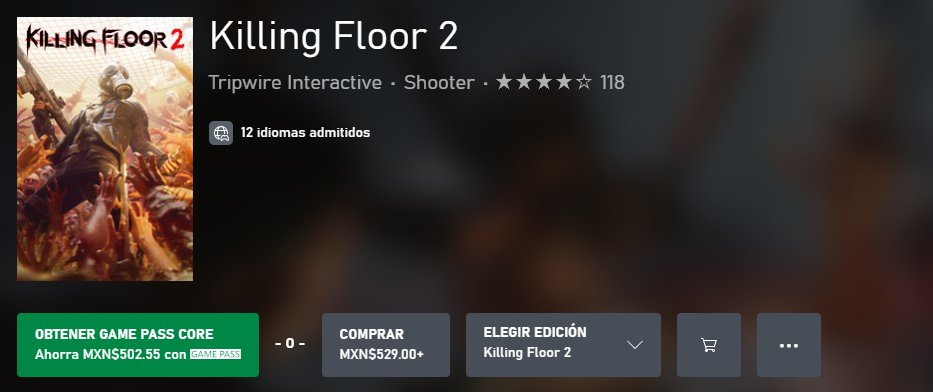 KILLING FLOOR 2
Killing Floor 2
Tripwire Interactive · Shooter · ★★★★☆ 118
12 idiomas admitidos
OBTENER GAME PASS CORE
Ahorra MXN$502.55 con GAME PASS
- O -
COMPRAR
MXN$529.00+
ELEGIR EDICIÓN
Killing Floor 2